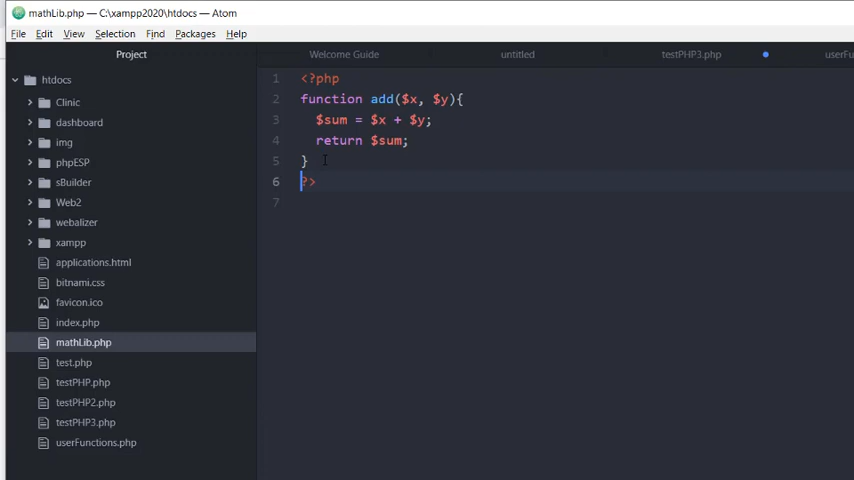 mathLib.php — C:\xampp2020\htdocs — Atom
File Edit View Selection Packages Help
Project
Welcome Guide
untitled
testPHP3.php
userFu
htdocs
Clinic
dashboard
img
phpESP
sBuilder
Web2
webalizer
xampp
applications.html
bitnami.css
favicon.ico
index.php
mathLib.php
test.php
testPHP.php
testPHP2.php
testPHP3.php
userFunctions.php
1 <?php
2 function add($x, $y){
3 $sum = $x + $y;
4 return $sum;
5 }
6 ?>
7